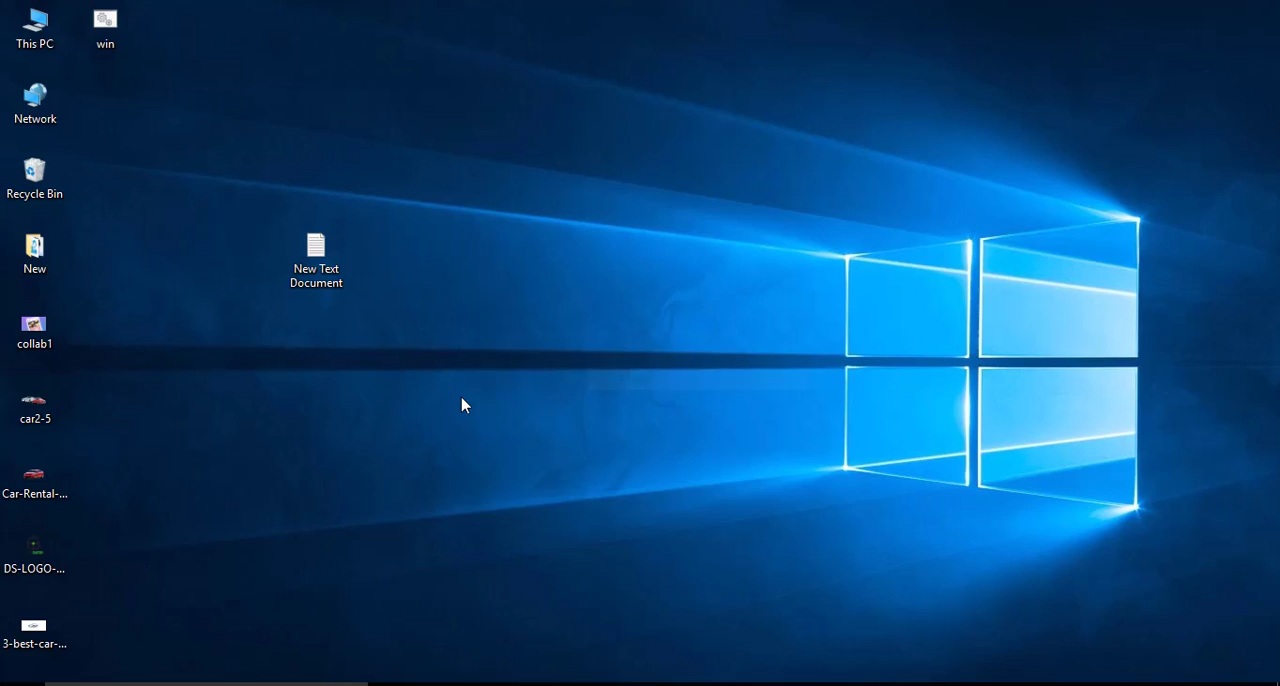 This PC
win
Network
Recycle Bin
New
New Text
Document
collab1
car2-5
Car-Rental-...
DS-LOGO-...
3-best-car-...